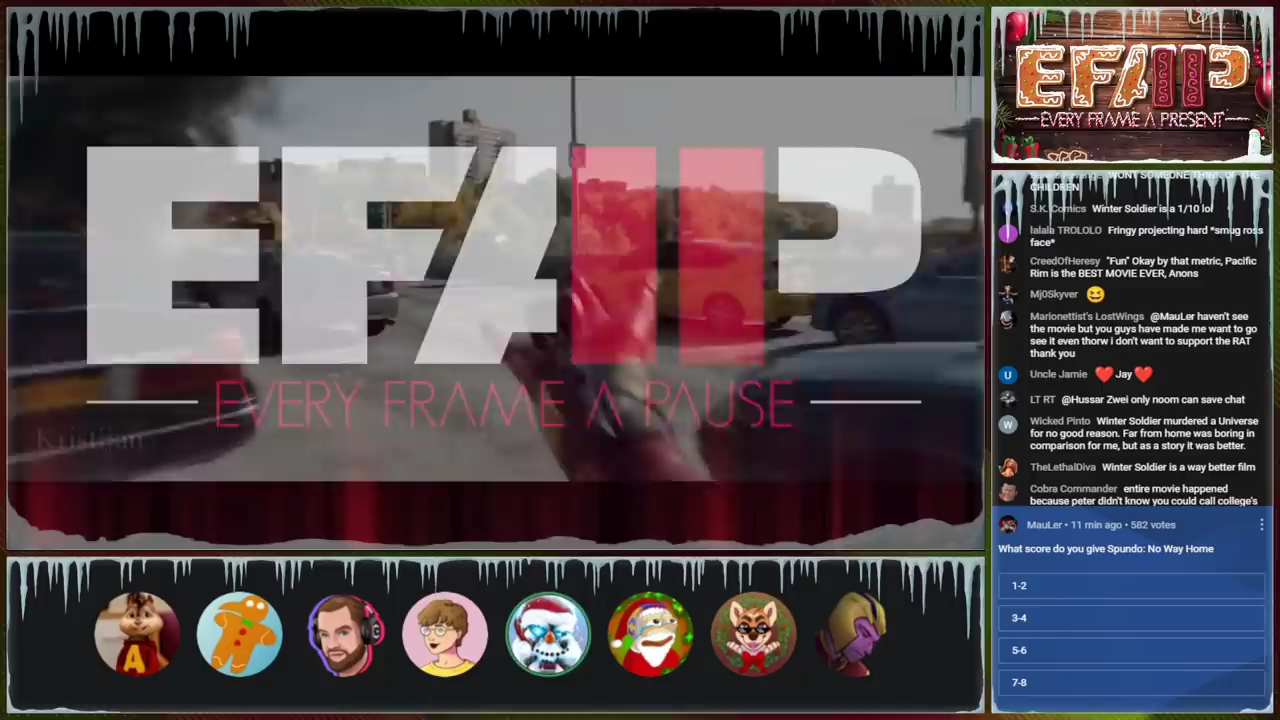 EFAP
EVERY FRAME A PAUSE
Kristiian
EFAP
EVERY FRAME A PRESENT
WONT SOMEONE THINK OF THE
CHILDREN
S.K. Comics Winter Soldier is a 1/10 lol
lalala TROLOLO Fringy projecting hard *smug ross
face*
CreedOfHeresy "Fun" Okay by that metric, Pacific
Rim is the BEST MOVIE EVER, Anons
Mj0Skyver
Marionettist's LostWings @MauLer haven't see
the movie but you guys have made me want to go
see it even thorw i don't want to support the RAT
thank you
U
Uncle Jamie ❤️Jay❤️
LT RT @Hussar Zwei only noom can save chat
W
Wicked Pinto Winter Soldier murdered a Universe
for no good reason. Far from home was boring in
comparison for me, but as a story it was better.
TheLethalDiva Winter Soldier is a way better film
Cobra Commander entire movie happened
because peter didn't know you could call college's
MauLer • 11 min ago • 582 votes
What score do you give Spundo: No Way Home
1-2
3-4
5-6
7-8
A
G